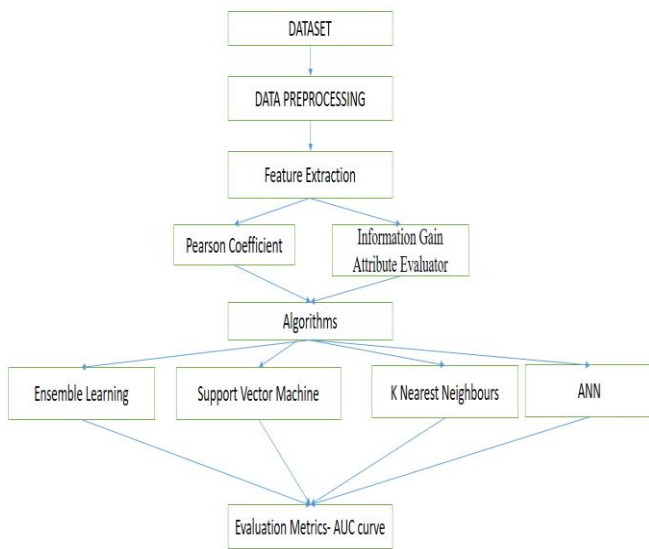 DATASET
DATA PREPROCESSING
Feature Extraction
Pearson Coefficient
Information Gain
Attribute Evaluator
Algorithms
Ensemble Learning
Support Vector Machine
K Nearest Neighbours
ANN
Evaluation Metrics- AUC curve